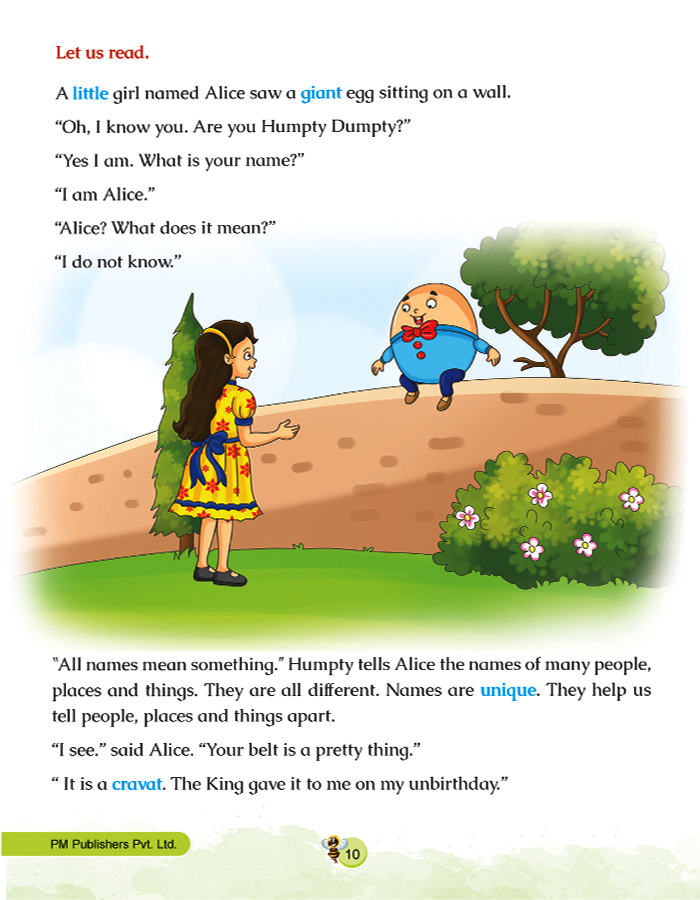 Let us read.
A little girl named Alice saw a giant egg sitting on a wall.
“Oh, I know you. Are you Humpty Dumpty?”
“Yes I am. What is your name?”
“I am Alice.”
“Alice? What does it mean?”
“I do not know.”
“All names mean something.” Humpty tells Alice the names of many people,
places and things. They are all different. Names are unique. They help us
tell people, places and things apart.
“I see.” said Alice. “Your belt is a pretty thing.”
“ It is a cravat. The King gave it to me on my unbirthday.”
PM Publishers Pvt. Ltd.
10